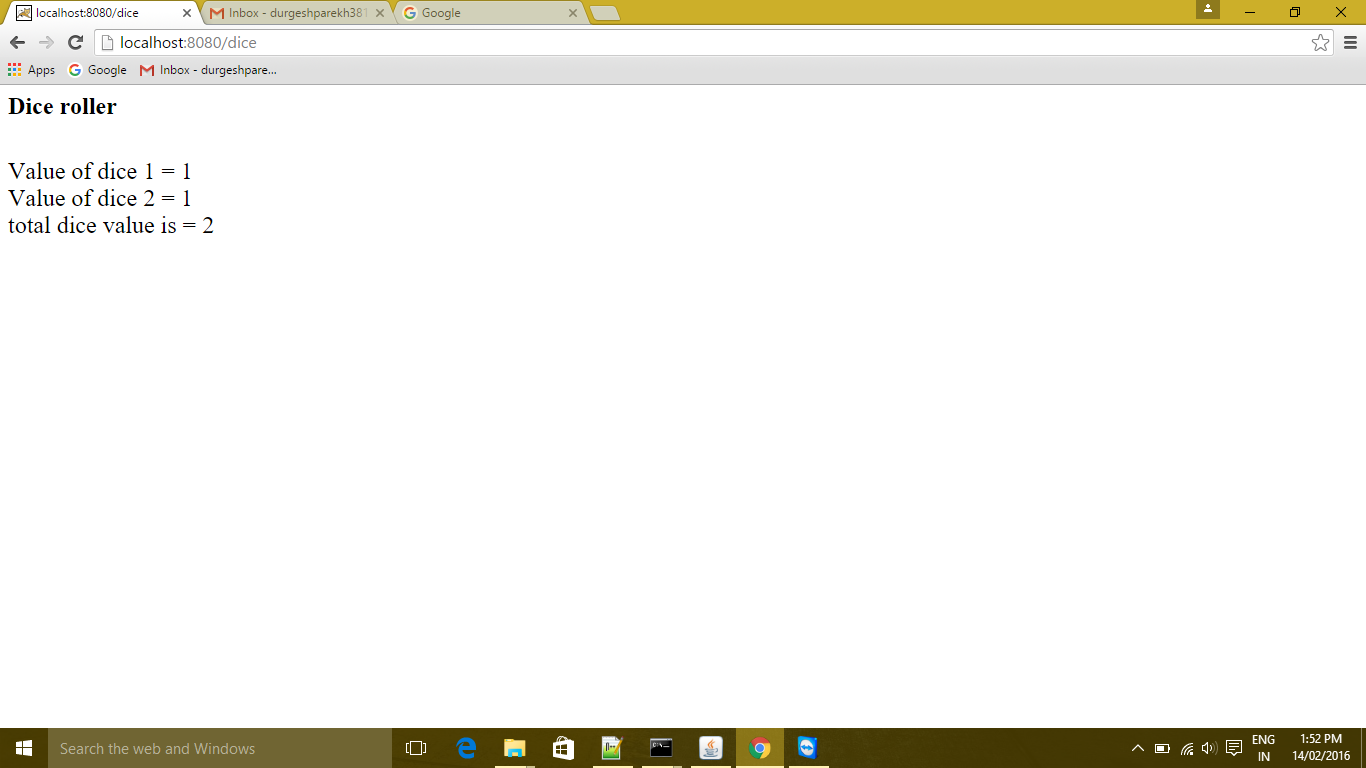 localhost:8080/dice
Inbox - durgeshparekh381
Google
localhost:8080/dice
Apps
Google
Inbox - durgeshpare...
Dice roller
Value of dice 1 = 1
Value of dice 2 = 1
total dice value is = 2
Search the web and Windows
ENG
IN
1:52 PM
14/02/2016